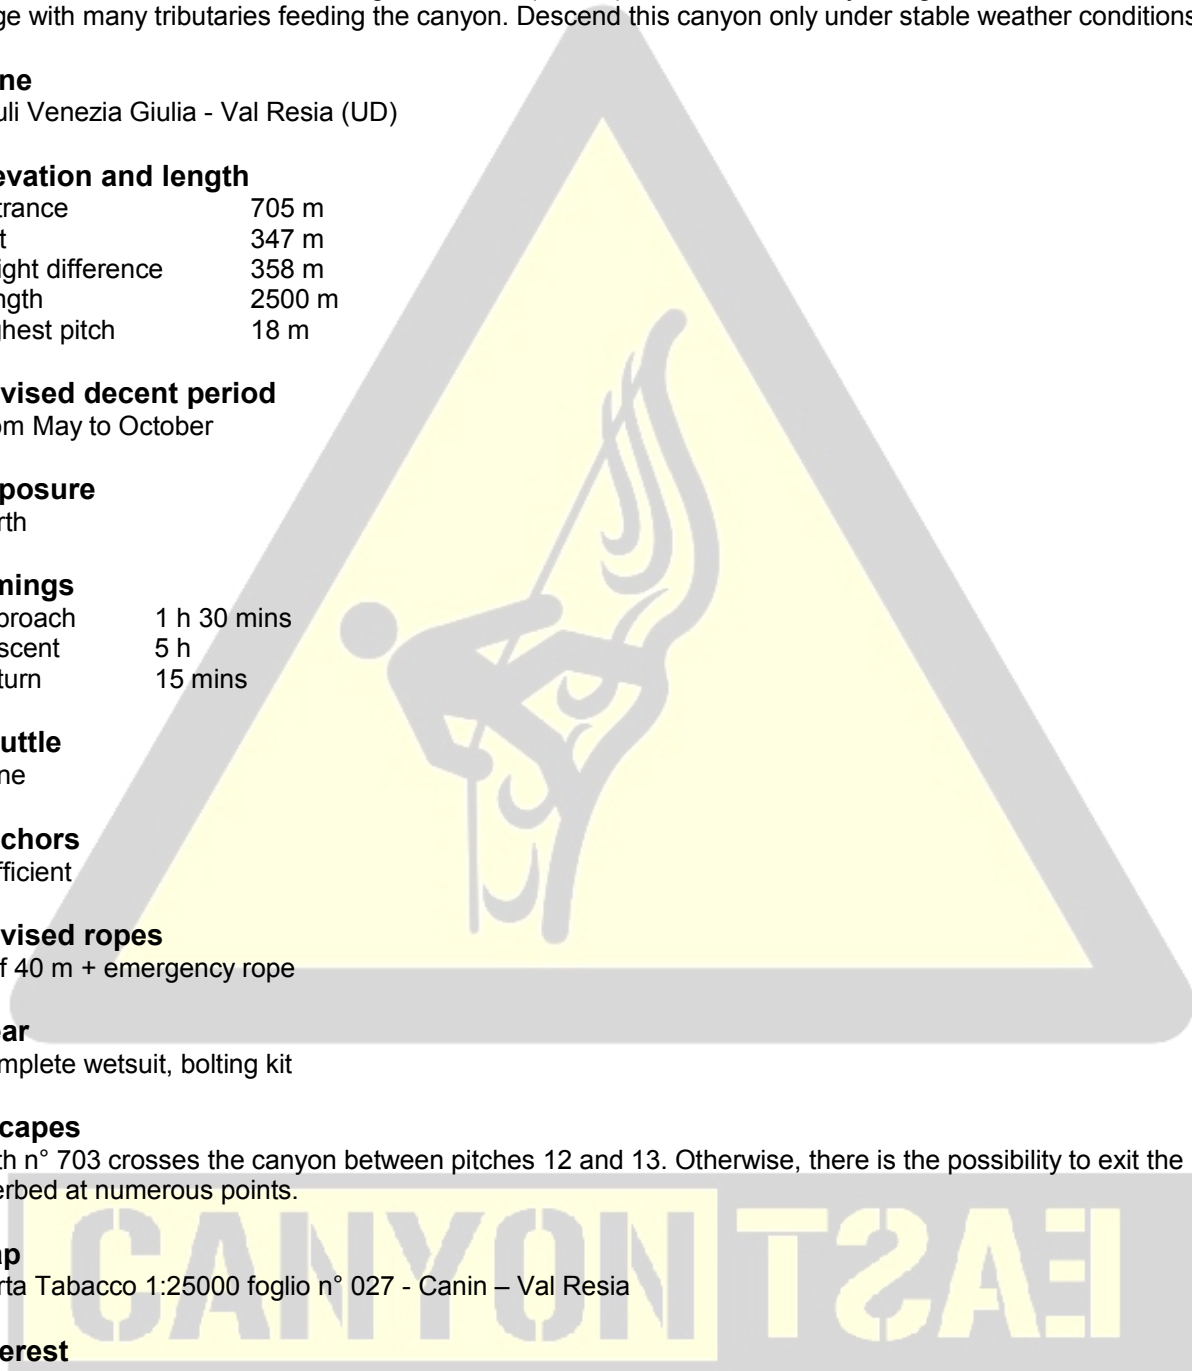 ge with many tributaries feeding the canyon. Descend this canyon only under stable weather conditions
ne
uli Venezia Giulia - Val Resia (UD)
evation and length
trance 705 m
t 347 m
ight difference 358 m
ngth 2500 m
ghest pitch 18 m
vised decent period
om May to October
posure
rth
mings
proach 1 h 30 mins
scent 5 h
turn 15 mins
uttle
ne
chors
fficient
vised ropes
f 40 m + emergency rope
ar
mplete wetsuit, bolting kit
capes
th n° 703 crosses the canyon between pitches 12 and 13. Otherwise, there is the possibility to exit the
erbed at numerous points.
ap
rta Tabacco 1:25000 foglio n° 027 - Canin – Val Resia
CANYON EAST
erest